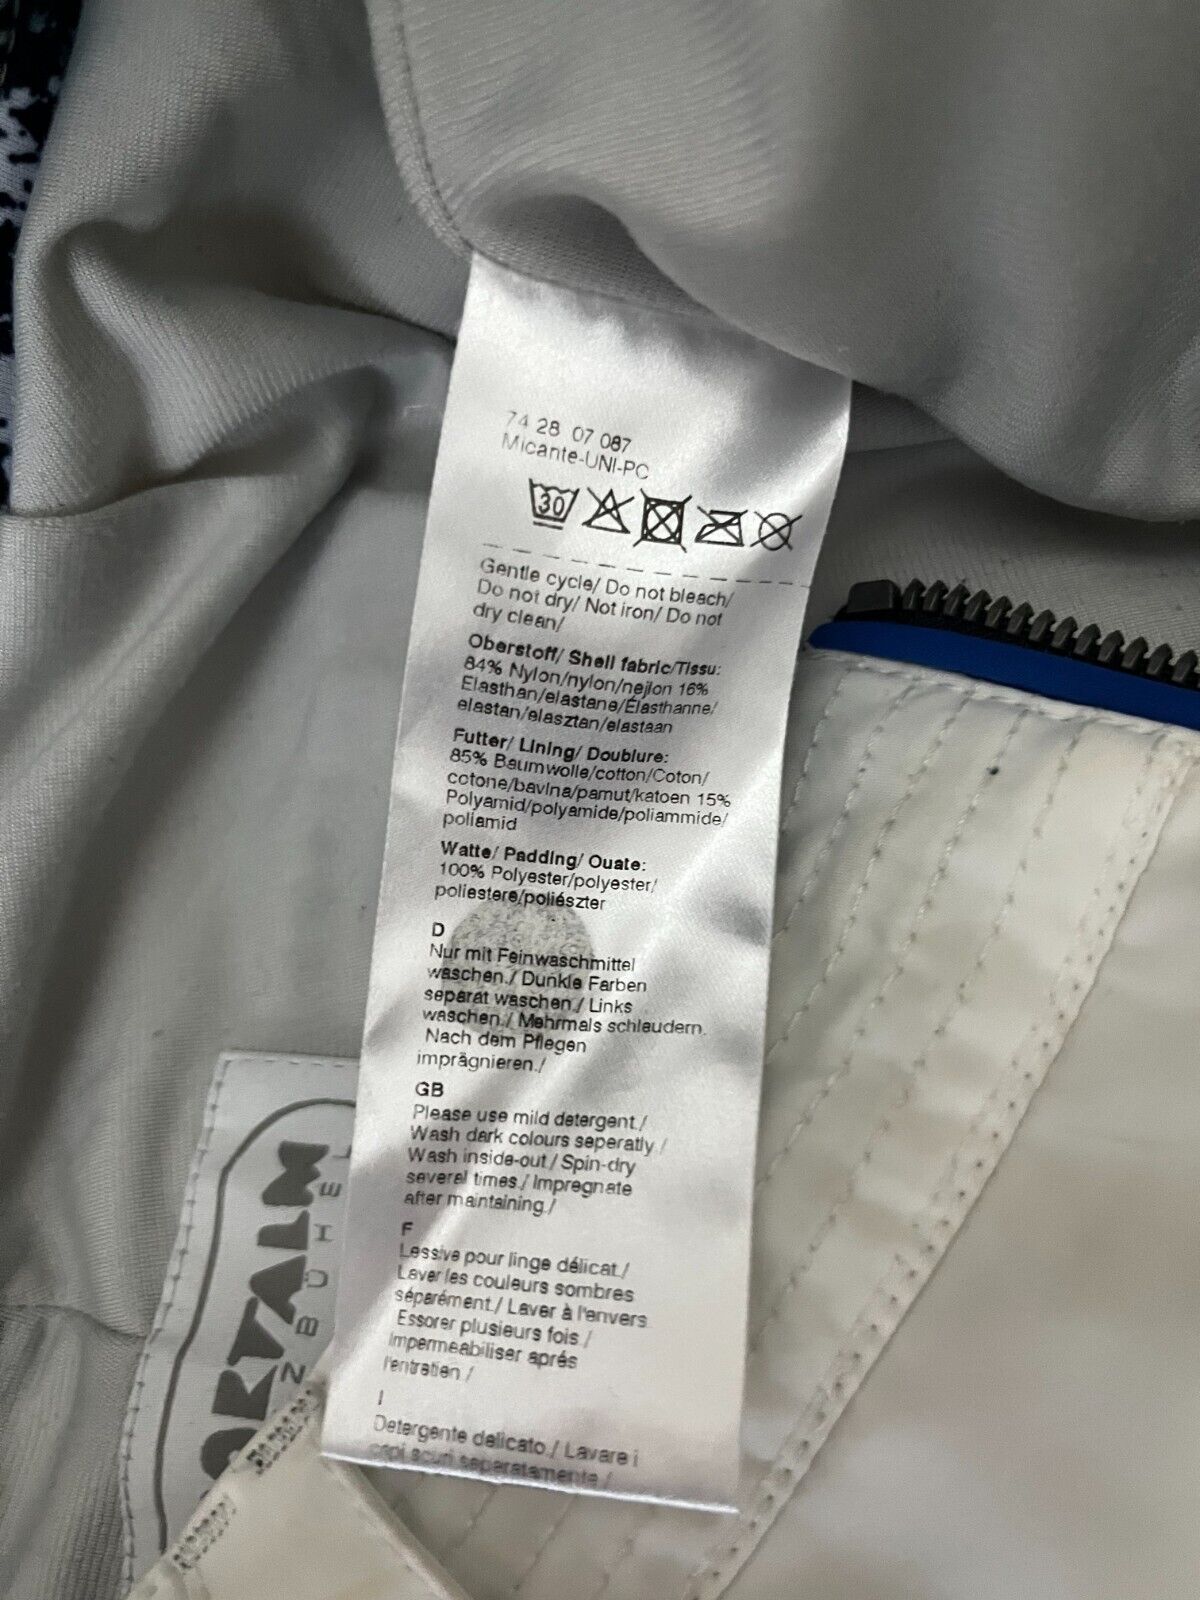 74 28 07 087
Micante-UNI-PC
30
Gentle cycle/ Do not bleach/
Do not dry/ Not iron/ Do not
dry clean/
Oberstoff/ Shell fabric/Tissu:
84% Nylon/nylon/nejlon 16%
Elasthan/elastane/Élasthanne/
elastan/elasztan/elastaan
Futter/ Lining/ Doublure:
85% Baumwolle/cotton/Coton/
cotone/bavlna/pamut/katoen 15%
Polyamid/polyamide/poliammide/
poliamid
Watte/ Padding/ Ouate:
100% Polyester/polyester/
poliestere/poliészter
D
Nur mit Feinwaschmittel
waschen./ Dunkle Farben
separat waschen./ Links
waschen./ Mehrmals schleudern.
Nach dem Pflegen
imprägnieren./
GB
Please use mild detergent./
Wash dark colours seperatly /
Wash inside-out./ Spin-dry
several times./ Impregnate
after maintaining./
F
Lessive pour linge délicat./
Laver les couleurs sombres
séparément./ Laver à l'envers.
Essorer plusieurs fois /
Impermeabiliser après
l'entretien /
I
Detergente delicato./ Lavare i
capi scuri separatamente /